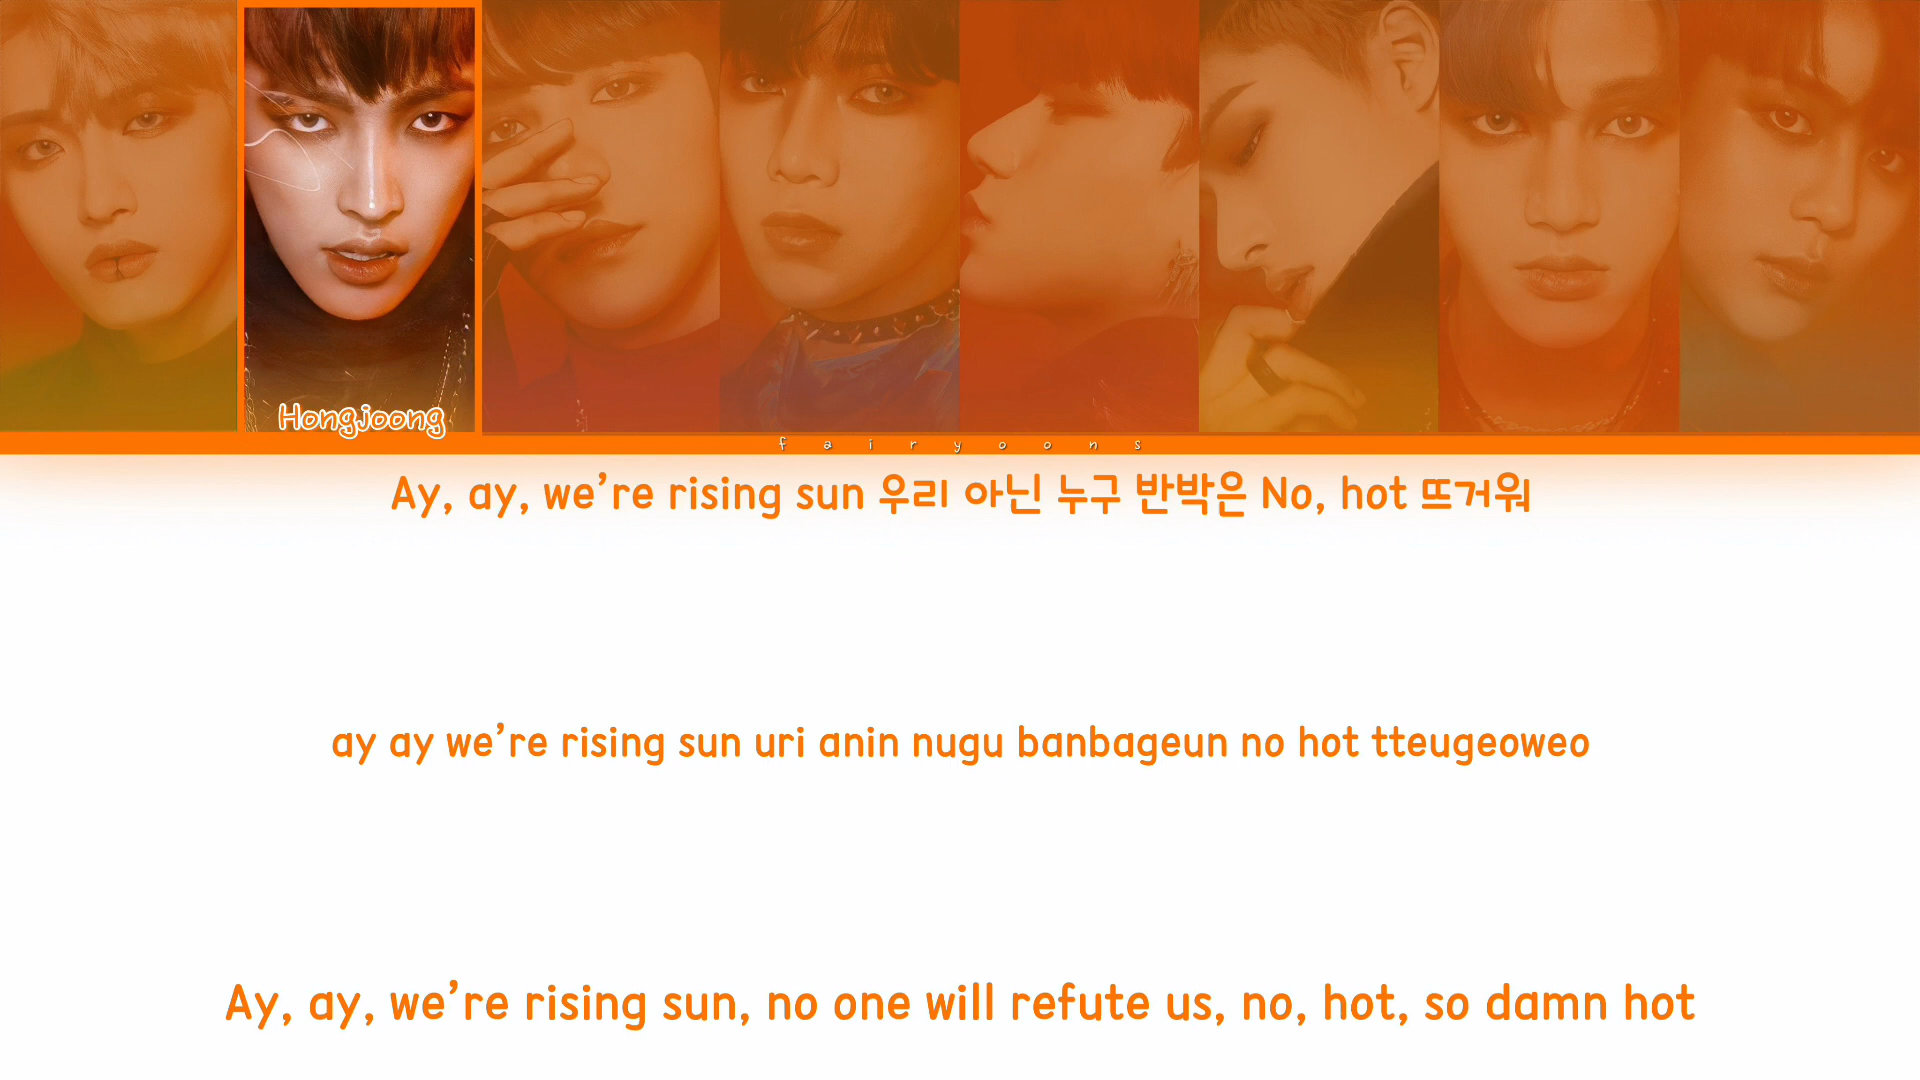 Hongjoong
fairyoons
Ay, ay, we’re rising sun 우리 아닌 누구 반박은 No, hot 뜨거워
ay ay we’re rising sun uri anin nugu banbageun no hot tteugeoweo
Ay, ay, we’re rising sun, no one will refute us, no, hot, so damn hot